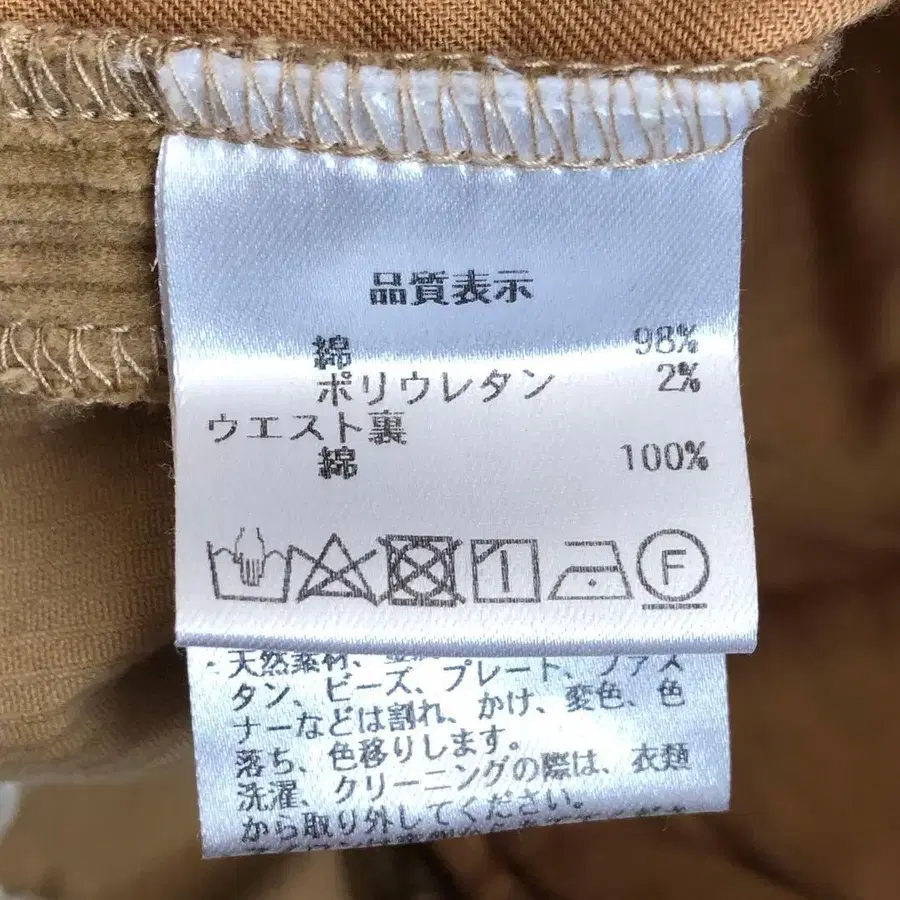 品質表示
綿 98%
ポリウレタン 2%
ウエスト裏
綿 100%
F
天然素材、
タン、ビーズ、プレート、ファス
ナーなどは割れ、かけ、変色、色
落ち、色移りします。
洗濯、クリーニングの際は、衣類
から取り外してください。